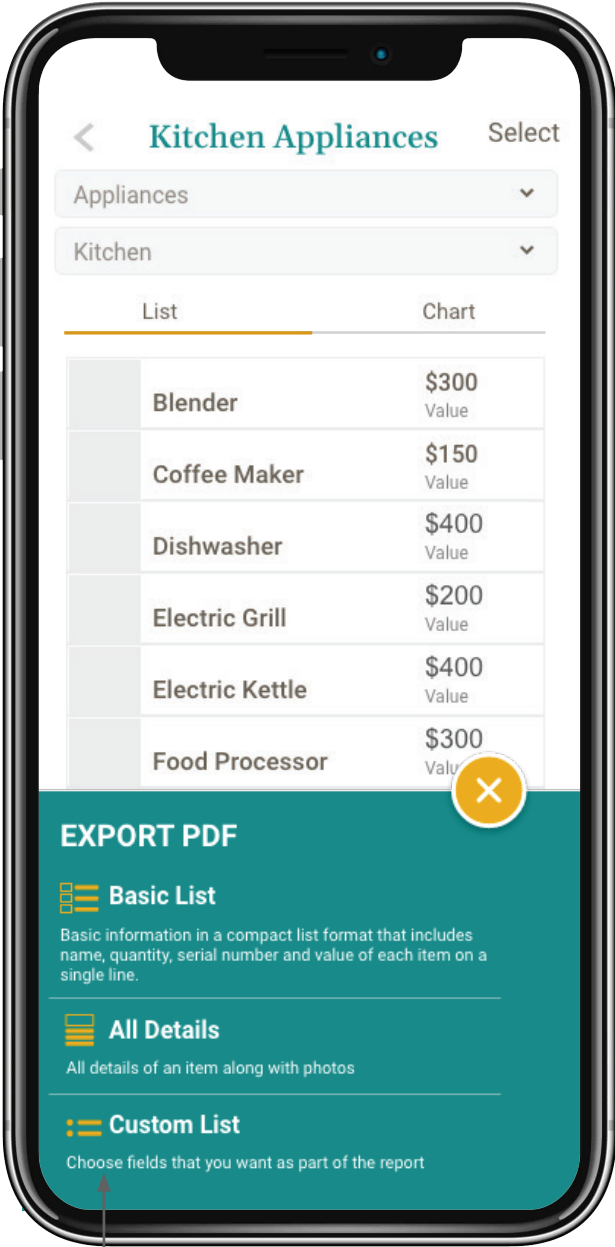 Kitchen Appliances
Select
Appliances
Kitchen
List
Chart
Blender
$300
Value
Coffee Maker
$150
Value
Dishwasher
$400
Value
Electric Grill
$200
Value
Electric Kettle
$400
Value
Food Processor
$300
EXPORT PDF
Basic List
Basic information in a compact list format that includes
name, quantity, serial number and value of each item on a
single line.
All Details
All details of an item along with photos
Custom List
Choose fields that you want as part of the report